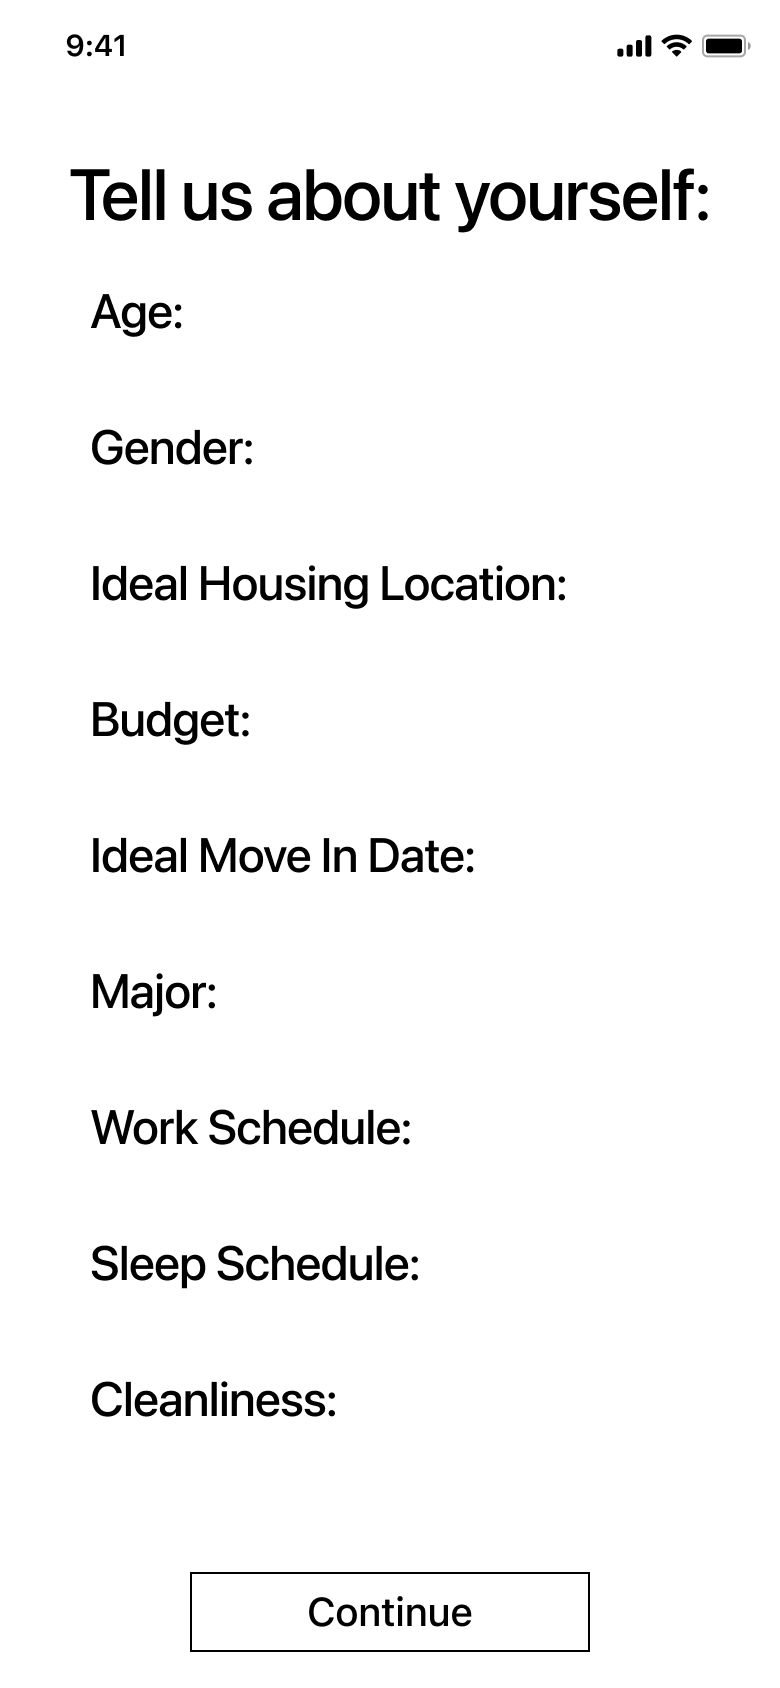 9:41
Tell us about yourself:
Age:
Gender:
Ideal Housing Location:
Budget:
Ideal Move In Date:
Major:
Work Schedule:
Sleep Schedule:
Cleanliness:
Continue